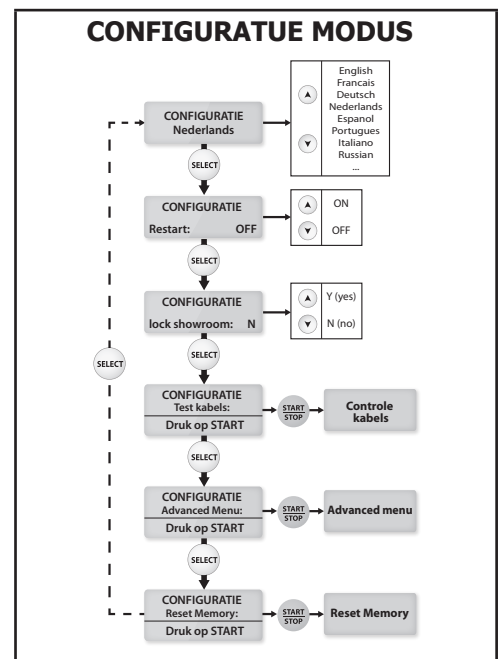 CONFIGURATUE MODUS
English
Francais
Deutsch
Nederlands
Espanol
Portugues
Italiano
Russian
...
CONFIGURATIE
Nederlands
SELECT
CONFIGURATIE
Restart: OFF
ON
OFF
SELECT
CONFIGURATIE
lock showroom: N
Y (yes)
N (no)
SELECT
SELECT
CONFIGURATIE
Test kabels:
Druk op START
START
STOP
Controle
kabels
SELECT
CONFIGURATIE
Advanced Menu:
Druk op START
START
STOP
Advanced menu
SELECT
CONFIGURATIE
Reset Memory:
Druk op START
START
STOP
Reset Memory